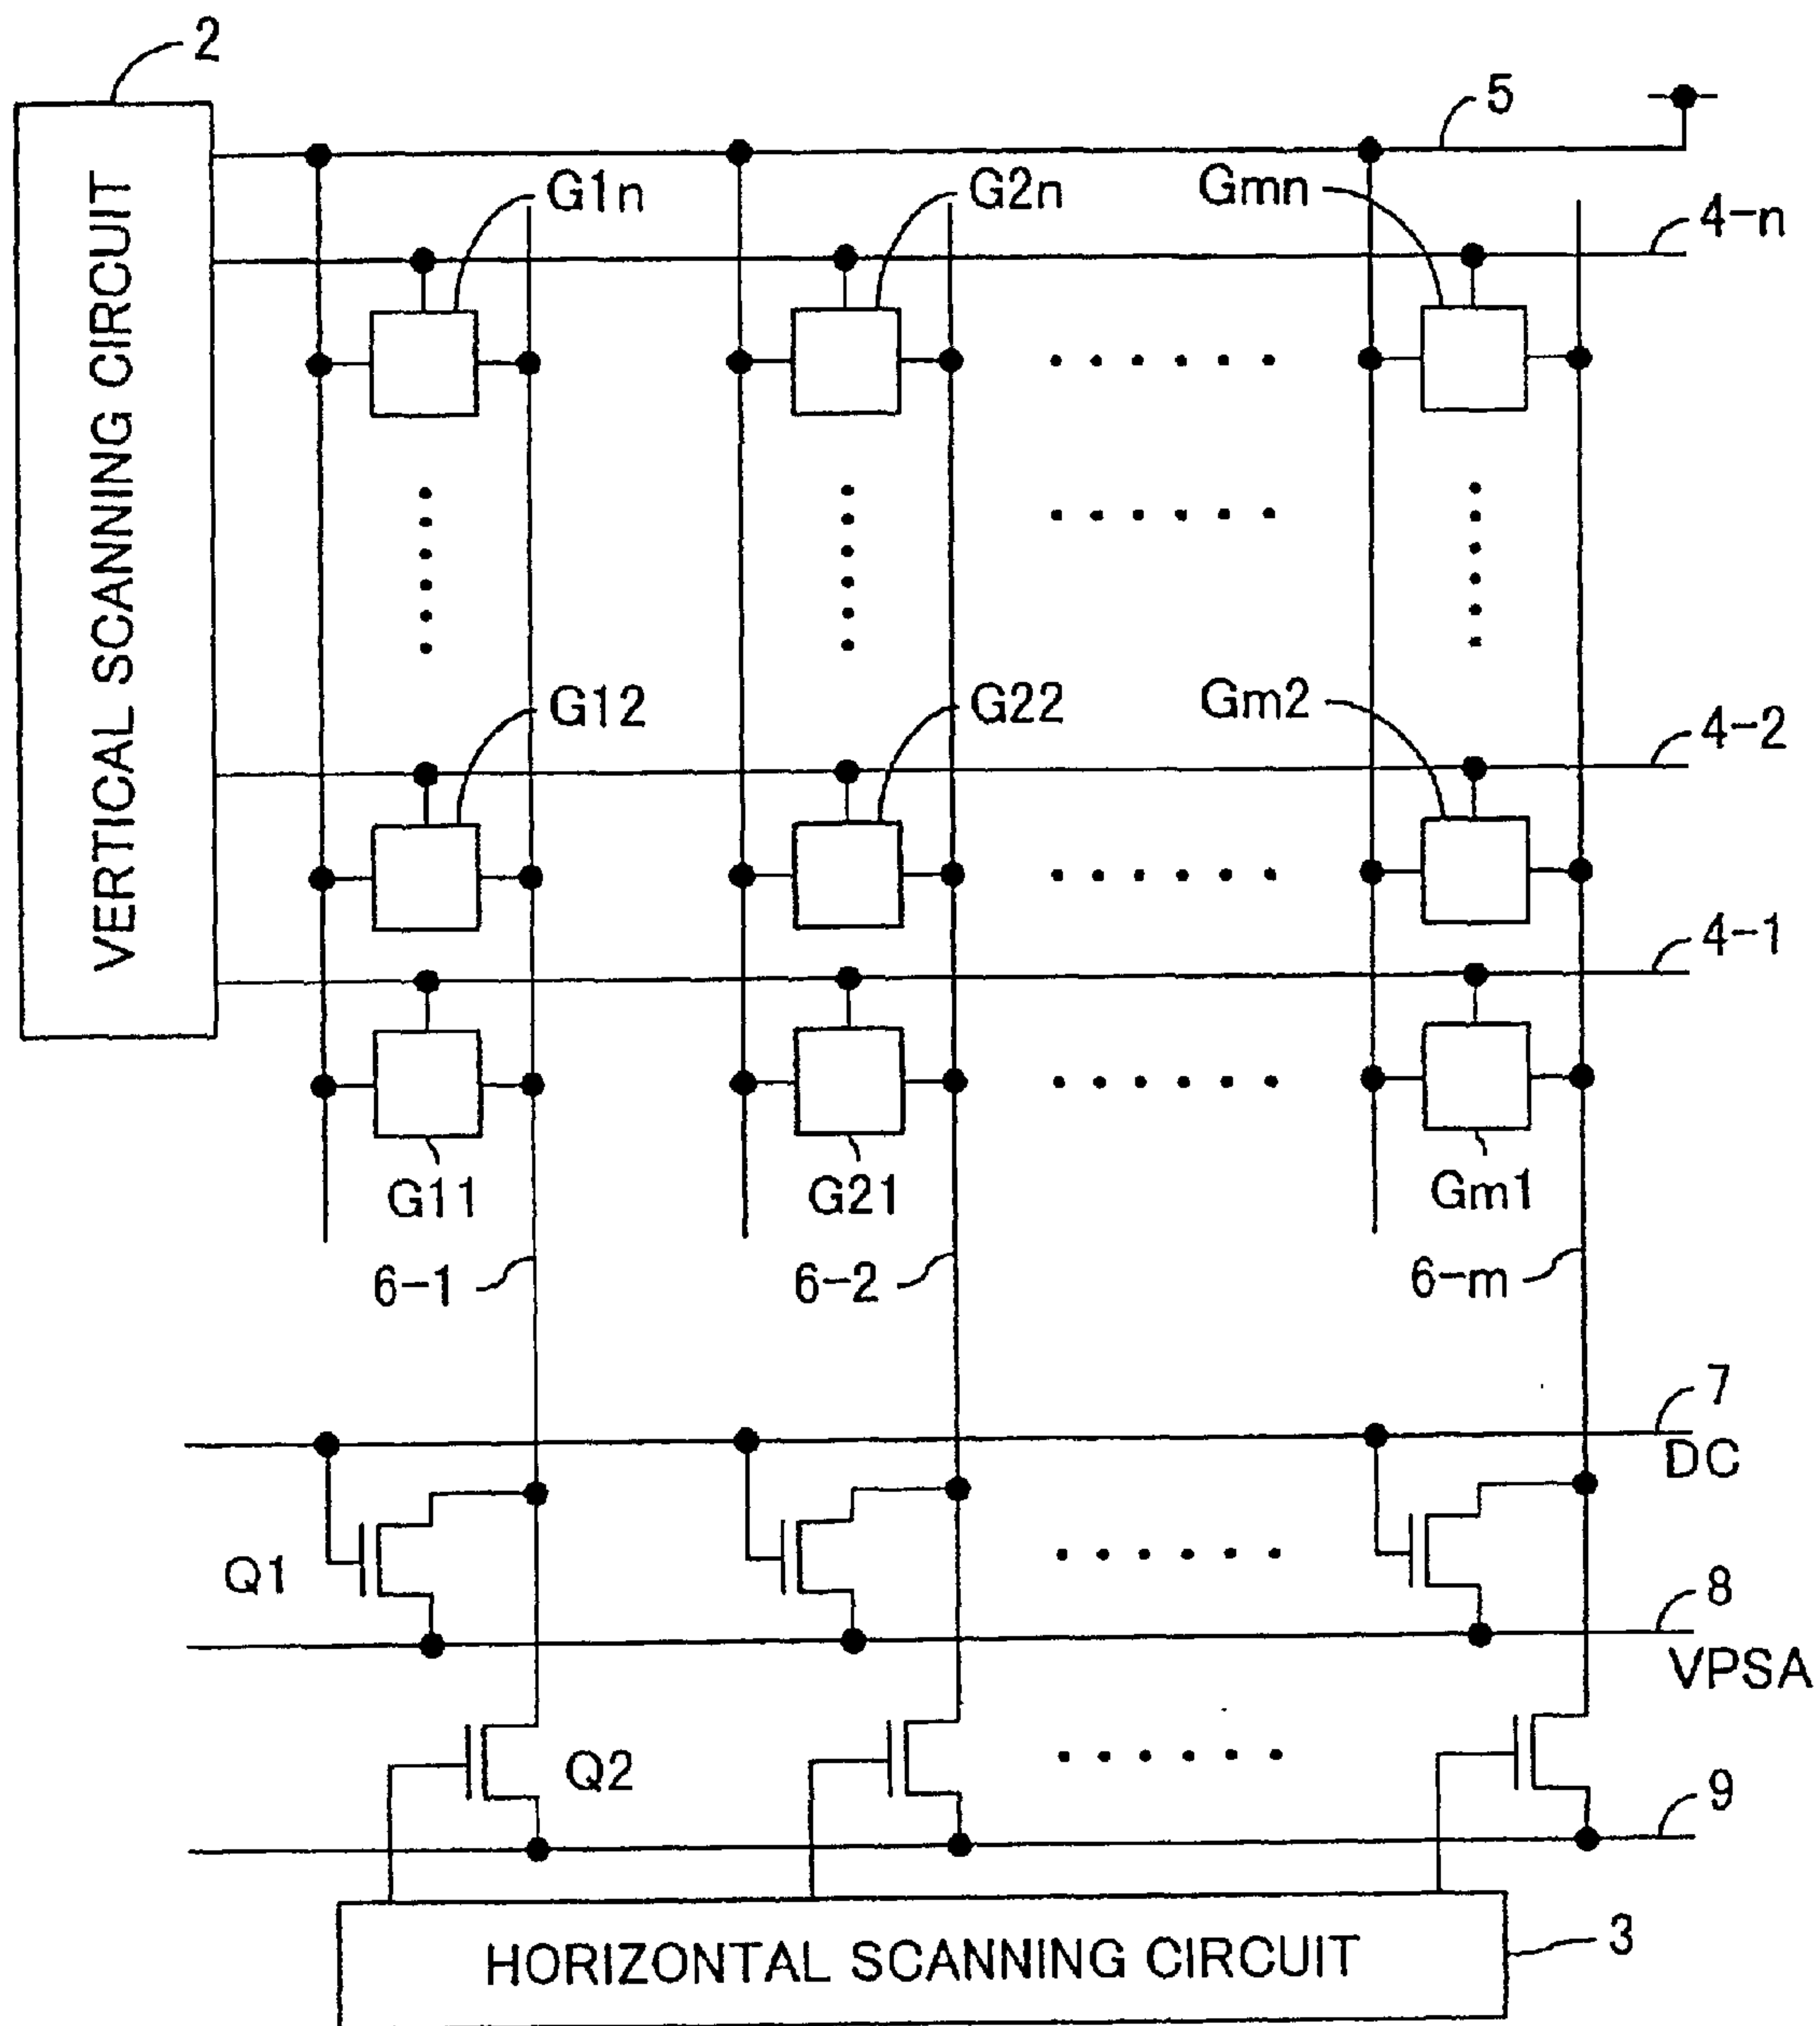 2
5
G1n
G2n
Gmn
4-n
VERTICAL SCANNING CIRCUIT
G12
G22
Gm2
4-2
4-1
G11
G21
Gm1
6-1
6-2
6-m
7
DC
Q1
8
VPSA
Q2
9
HORIZONTAL SCANNING CIRCUIT
3